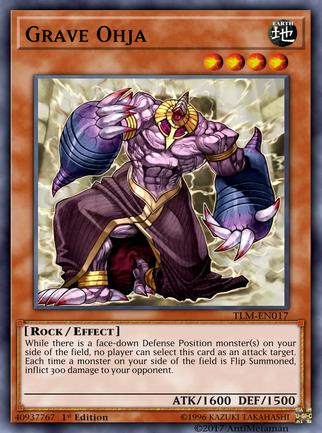 GRAVE OHJA
EARTH
地
TLM-EN017
[ROCK / EFFECT]
While there is a face-down Defense Position monster(s) on
your side of the field, no player can select this card as an attack target.
Each time a monster on your side of the field is Flip Summoned,
inflict 300 damage to your opponent.
ATK/1600 DEF/1500
40937767 1st Edition ©1996 KAZUKI TAKAHASHI
©2017 AntiMetaman